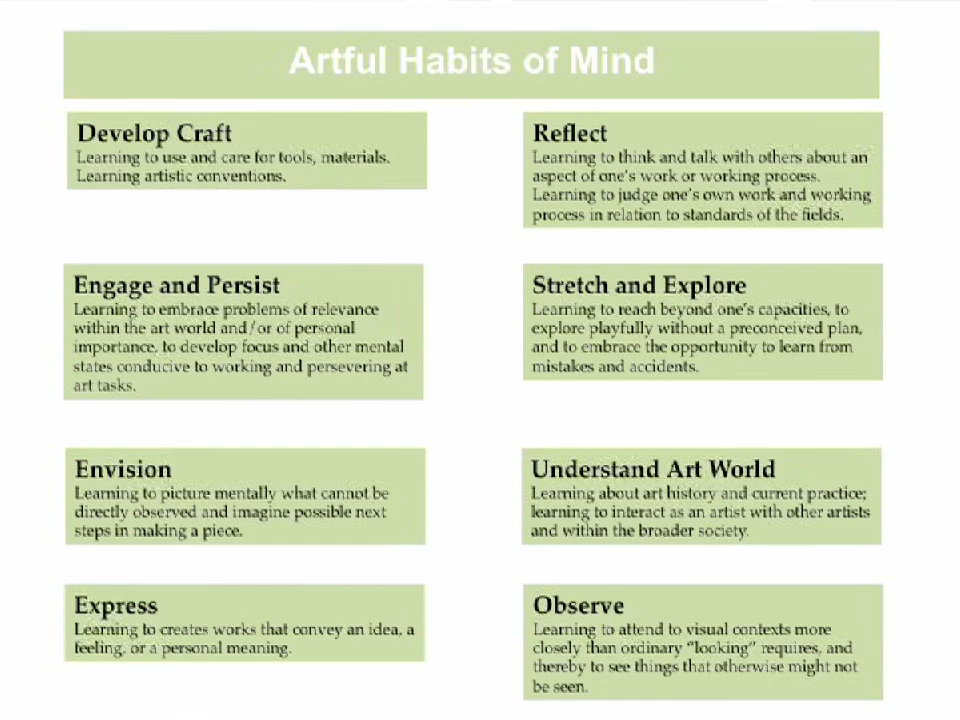 Artful Habits of Mind
Develop Craft
Learning to use and care for tools, materials.
Learning artistic conventions.
Reflect
Learning to think and talk with others about an
aspect of one's work or working process.
Learning to judge one's own work and working
process in relation to standards of the fields.
Engage and Persist
Learning to embrace problems of relevance
within the art world and/or of personal
importance, to develop focus and other mental
states conducive to working and persevering at
art tasks.
Stretch and Explore
Learning to reach beyond one's capacities, to
explore playfully without a preconceived plan,
and to embrace the opportunity to learn from
mistakes and accidents.
Envision
Learning to picture mentally what cannot be
directly observed and imagine possible next
steps in making a piece.
Understand Art World
Learning about art history and current practice;
learning to interact as an artist with other artists
and within the broader society.
Express
Learning to creates works that convey an idea, a
feeling, or a personal meaning.
Observe
Learning to attend to visual contexts more
closely than ordinary "looking" requires, and
thereby to see things that otherwise might not
be seen.